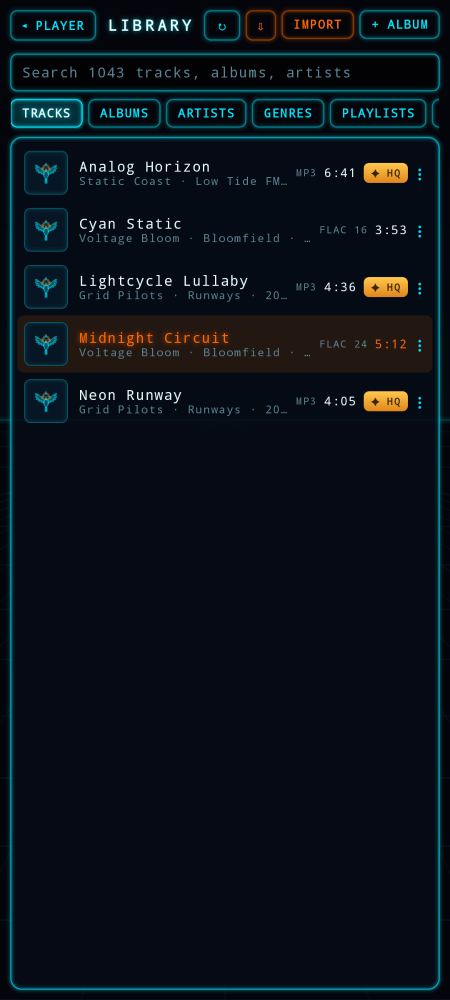 ◂ PLAYER LIBRARY ↻ ⇩ IMPORT + ALBUM
Search 1043 tracks, albums, artists
TRACKS ALBUMS ARTISTS GENRES PLAYLISTS
Analog Horizon MP3 6:41 ✦ HQ
Static Coast · Low Tide FM…
Cyan Static FLAC 16 3:53
Voltage Bloom · Bloomfield · …
Lightcycle Lullaby MP3 4:36 ✦ HQ
Grid Pilots · Runways · 20…
Midnight Circuit FLAC 24 5:12
Voltage Bloom · Bloomfield · …
Neon Runway MP3 4:05 ✦ HQ
Grid Pilots · Runways · 20…